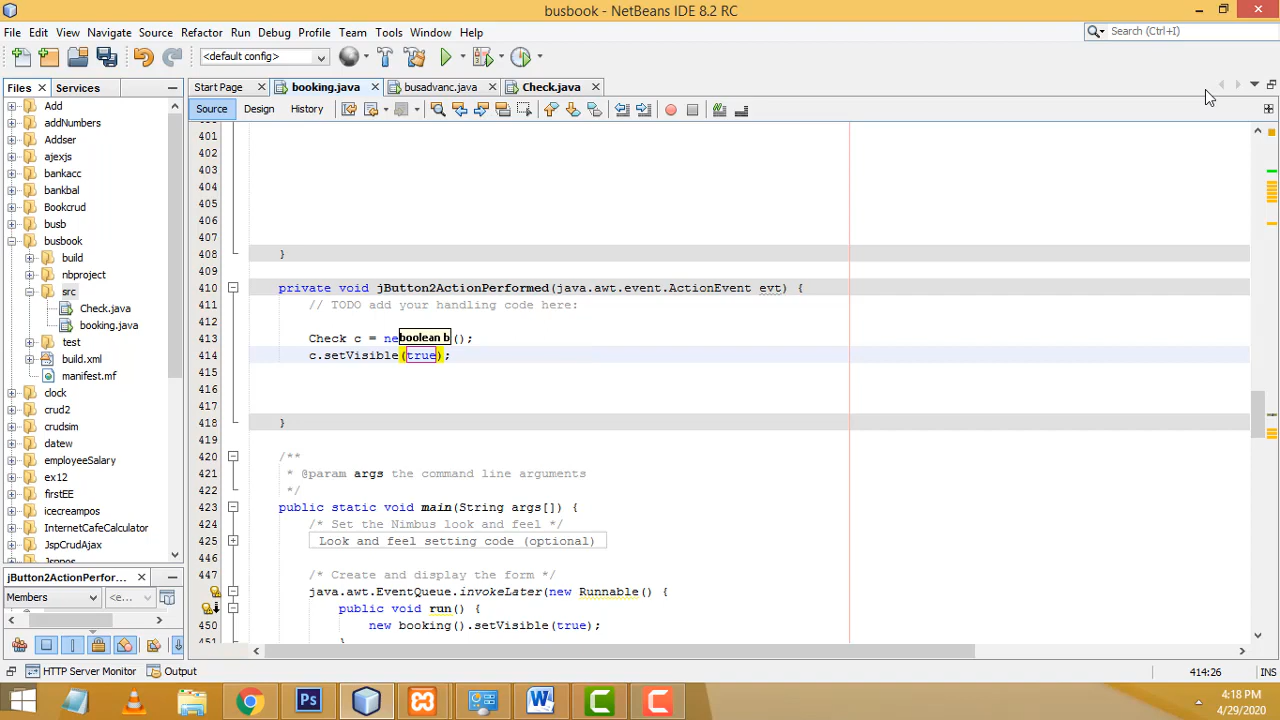 busbook - NetBeans IDE 8.2 RC
File Edit View Navigate Source Refactor Run Debug Profile Team Tools Window Help
Search (Ctrl+I)
<default config>
Files Services
Start Page booking.java busadvanc.java Check.java
Source Design History
Add
addNumbers
Addser
ajexjs
bankacc
bankbal
Bookcrud
busb
busbook
build
nbproject
src
Check.java
booking.java
test
build.xml
manifest.mf
clock
crud2
crudsim
datew
employeeSalary
ex12
firstEE
icecreampos
InternetCafeCalculator
JspCrudAjax
401
402
403
404
405
406
407
408 }
409
410 private void jButton2ActionPerformed(java.awt.event.ActionEvent evt) {
411 // TODO add your handling code here:
412
413 Check c = ne boolean b ();
414 c.setVisible(true);
415
416
417
418 }
419
420 /**
421 * @param args the command line arguments
422 */
423 public static void main(String args[]) {
424 /* Set the Nimbus look and feel */
425 Look and feel setting code (optional)
446
447 /* Create and display the form */
java.awt.EventQueue.invokeLater(new Runnable() {
public void run() {
450 new booking().setVisible(true);
451 }
jButton2ActionPerfor...
Members <e...
HTTP Server Monitor Output
414:26 INS
4:18 PM
4/29/2020